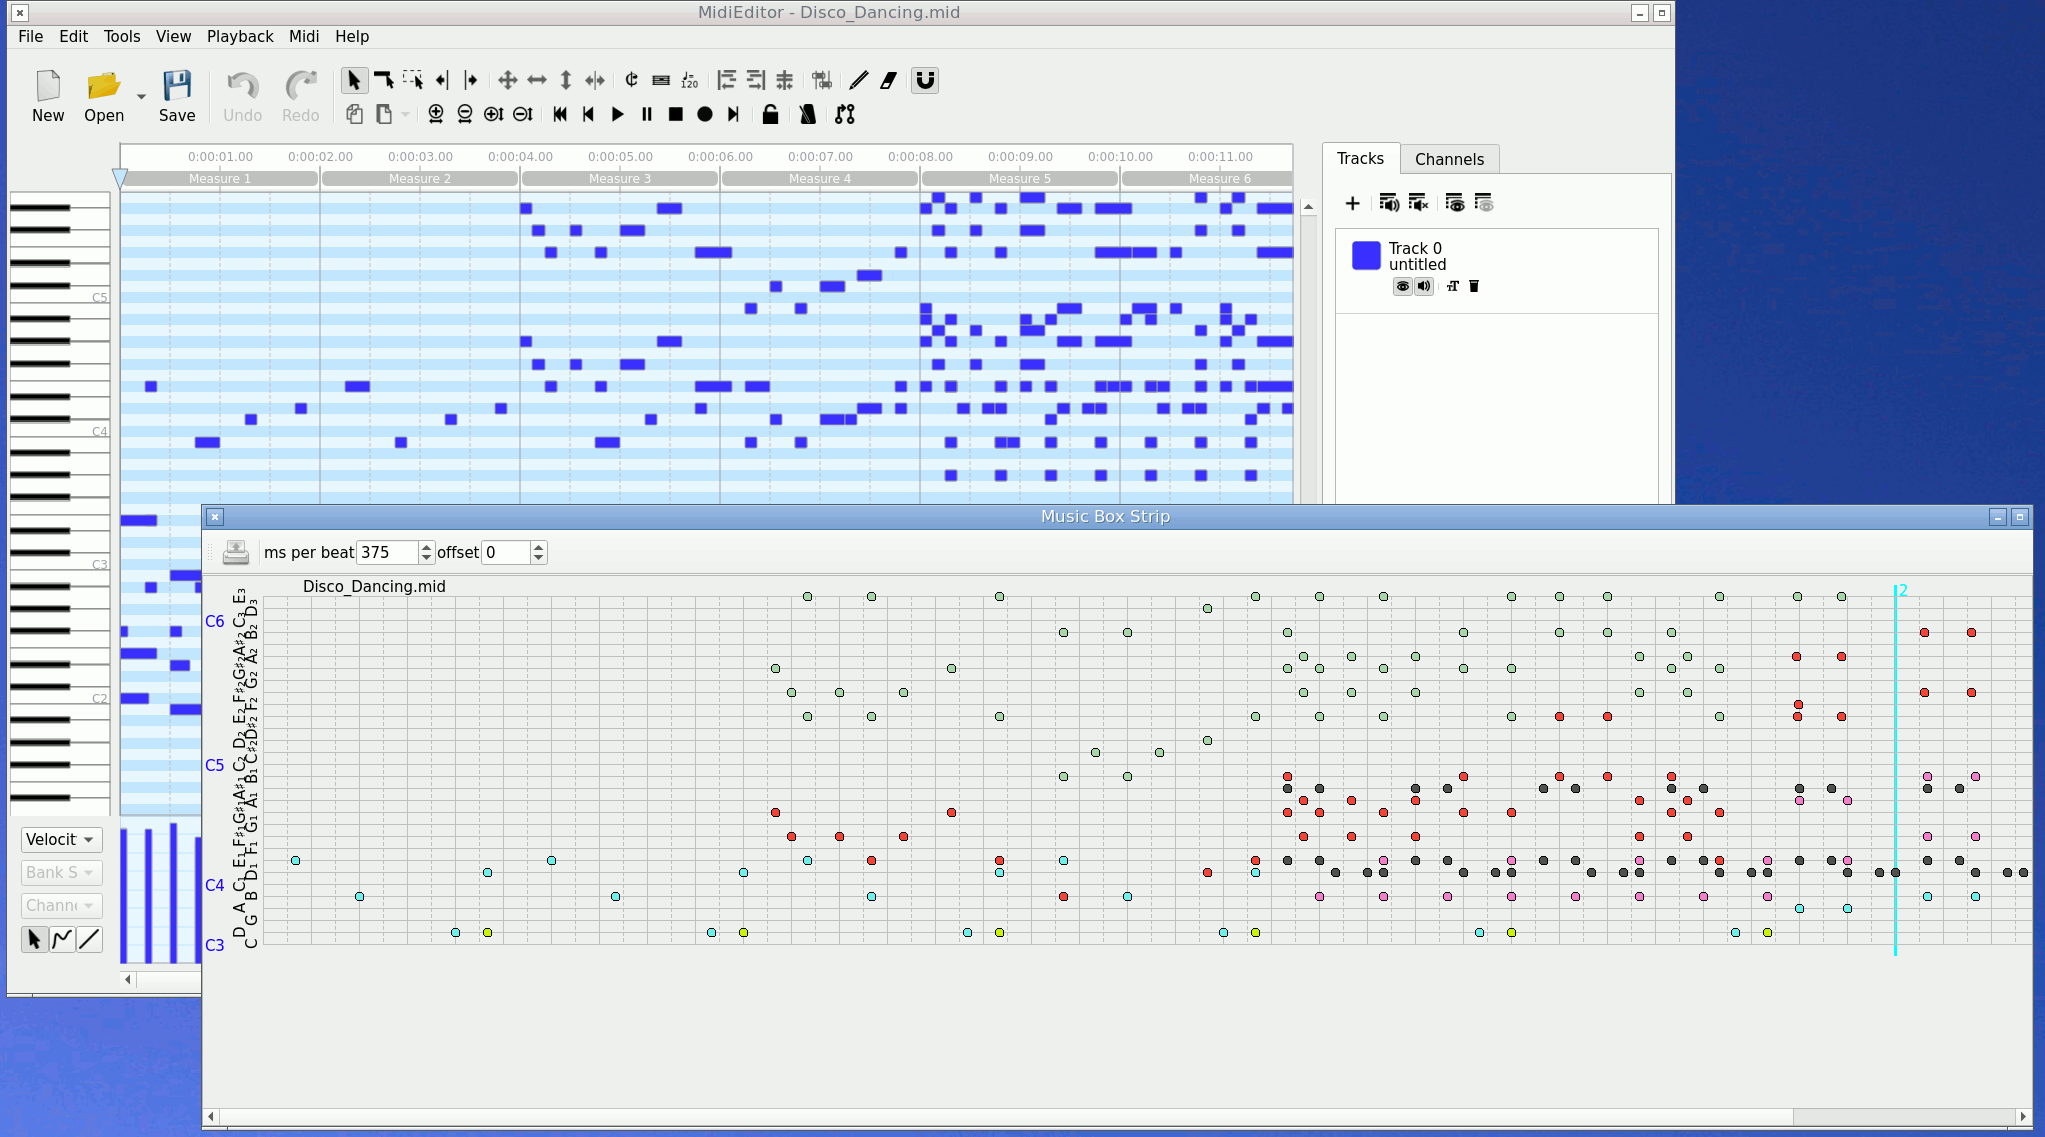 MidiEditor - Disco_Dancing.mid
File Edit Tools View Playback Midi Help
New Open Save Undo Redo
120
0:00:01.00 0:00:02.00 0:00:03.00 0:00:04.00 0:00:05.00 0:00:06.00 0:00:07.00 0:00:08.00 0:00:09.00 0:00:10.00 0:00:11.00
Measure 1 Measure 2 Measure 3 Measure 4 Measure 5 Measure 6
Tracks Channels
Track 0
untitled
C5
C4
C3
C2
Velocit
Bank S
Chann
Music Box Strip
ms per beat 375 offset 0
Disco_Dancing.mid
2
C6
C5
C4
C3
E₃
D₃
C₃
B₂
A♯₂
A₂
G♯₂
G₂
F♯₂
F₂
E₂
D♯₂
D₂
C♯₂
C₂
B₁
A♯₁
A₁
G♯₁
G₁
F♯₁
F₁
E₁
D₁
C₁
B
A
G
D
C